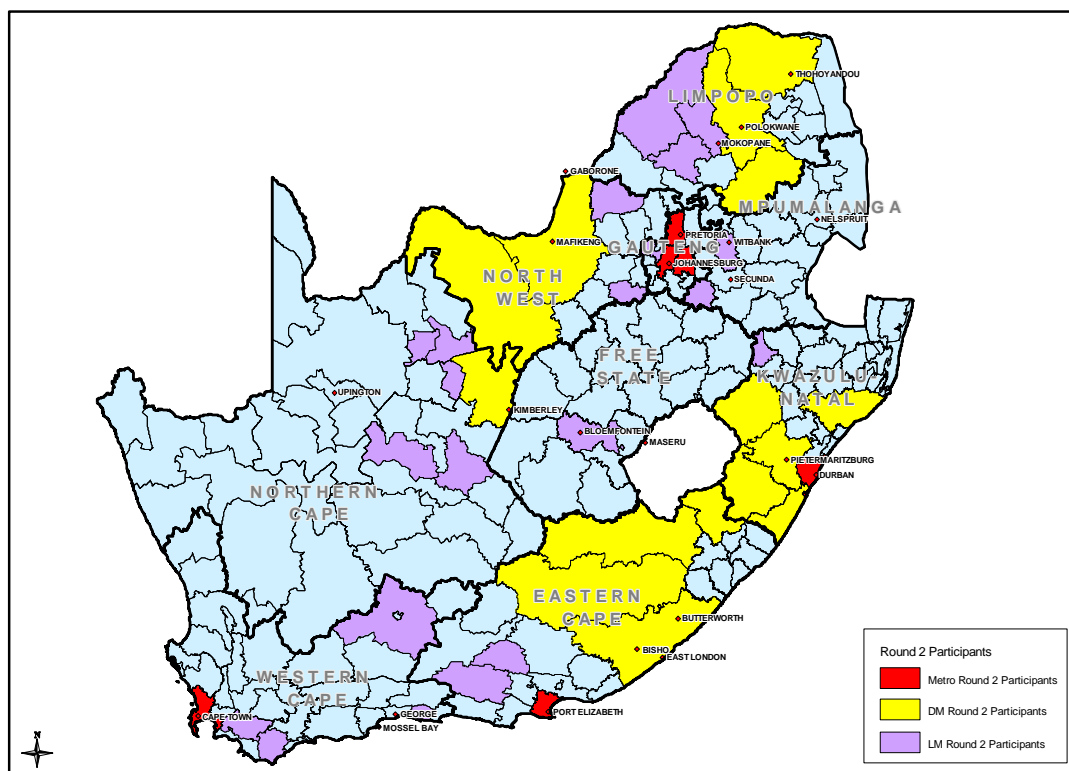 THOHOYANDOU
LIMPOPO
POLOKWANE
MOKOPANE
GABORONE
MPUMALANGA
NELSPRUIT
PRETORIA
MAFIKENG
GAUTENG
WITBANK
JOHANNESBURG
NORTH
WEST
SECUNDA
FREE
STATE
KWAZULU
NATAL
UPINGTON
KIMBERLEY
BLOEMFONTEIN
MASERU
PIETERMARITZBURG
DURBAN
NORTHERN
CAPE
EASTERN
CAPE
BUTTERWORTH
BISHO
EAST LONDON
WESTERN
CAPE
CAPE TOWN
GEORGE
MOSSEL BAY
PORT ELIZABETH
Round 2 Participants
Metro Round 2 Participants
DM Round 2 Participants
LM Round 2 Participants
N